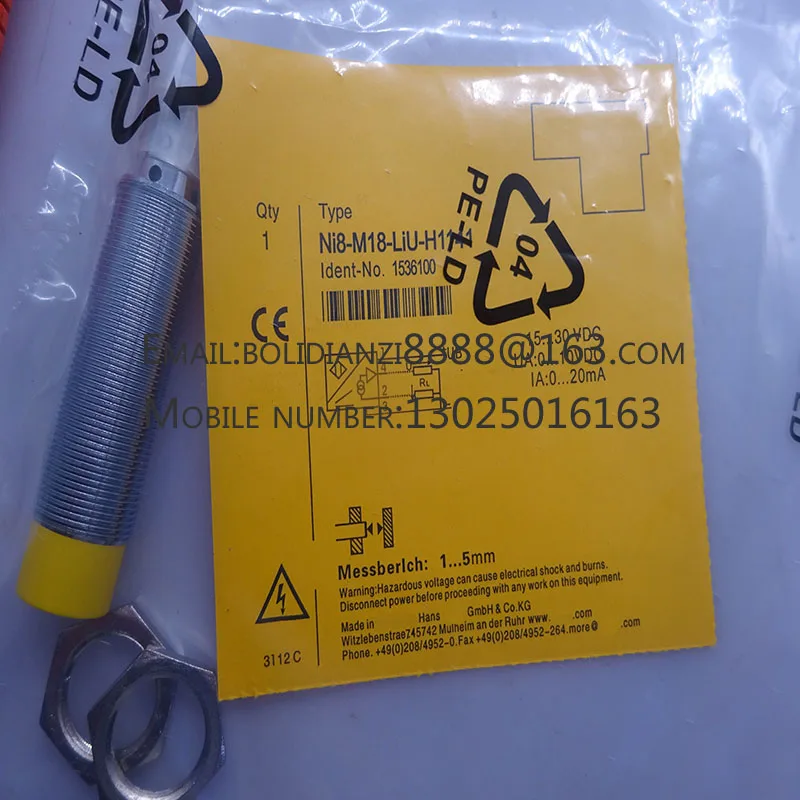 PE-LD
04
Qty
1
Type
Ni8-M18-LiU-H1141
Ident-No. 1536100
PE-LD
04
CE
15...30 VDC
IA:0...20mA
EMAIL:BOLIDIANZI8888@163.COM
4
RL
2
3
MOBILE NUMBER:13025016163
Messberlch: 1...5mm
Warning:Hazardous voltage can cause electrical shock and burns.
Disconnect power before proceeding with any work on this equipment.
Made in Hans GmbH & Co.KG
Witzlebenstrae745742 Mulheim an der Ruhr www. .com
Phone. +49(0)208/4952-0.Fax +49(0)208/4952-264.more@ .com
3112 C